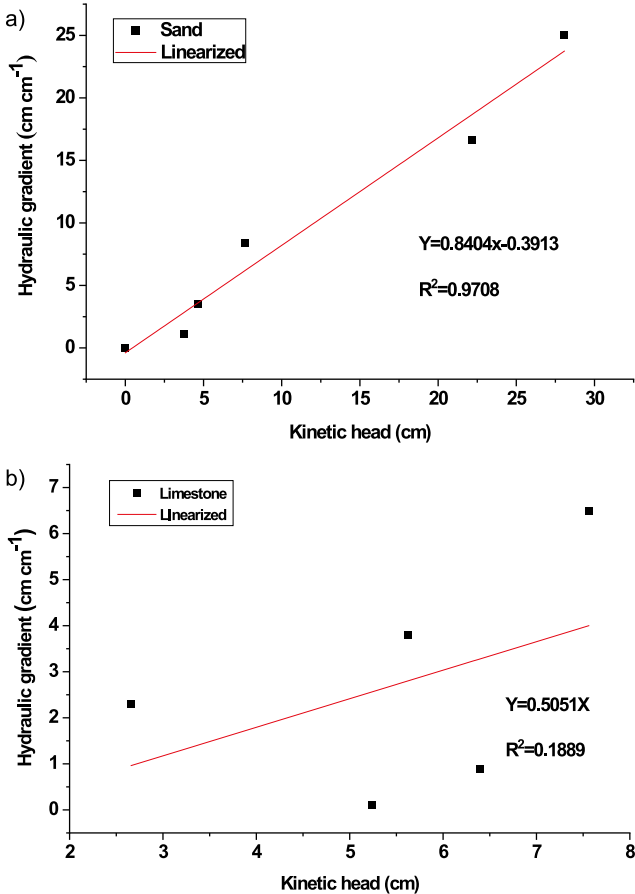 a)
Sand
Linearized
Hydraulic gradient (cm cm⁻¹)
25
20
15
10
5
0
Y=0.8404x-0.3913
R²=0.9708
0 5 10 15 20 25 30
Kinetic head (cm)
b)
Limestone
Linearized
Hydraulic gradient (cm cm⁻¹)
7
6
5
4
3
2
1
0
Y=0.5051X
R²=0.1889
2 3 4 5 6 7 8
Kinetic head (cm)